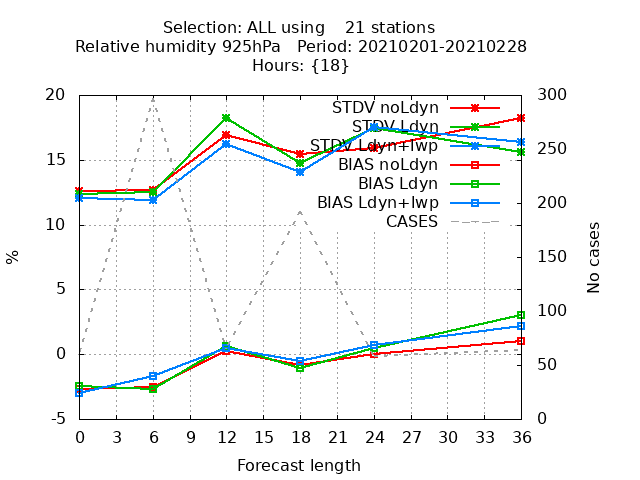 Selection: ALL using    21 stations
Relative humidity 925hPa   Period: 20210201-20210228
Hours: {18}
STDV noLdyn
STDV Ldyn
STDV Ldyn+lwp
BIAS noLdyn
BIAS Ldyn
BIAS Ldyn+lwp
CASES
20
15
10
5
0
-5
%
300
250
200
150
100
50
0
No cases
0 3 6 9 12 15 18 21 24 27 30 33 36
Forecast length